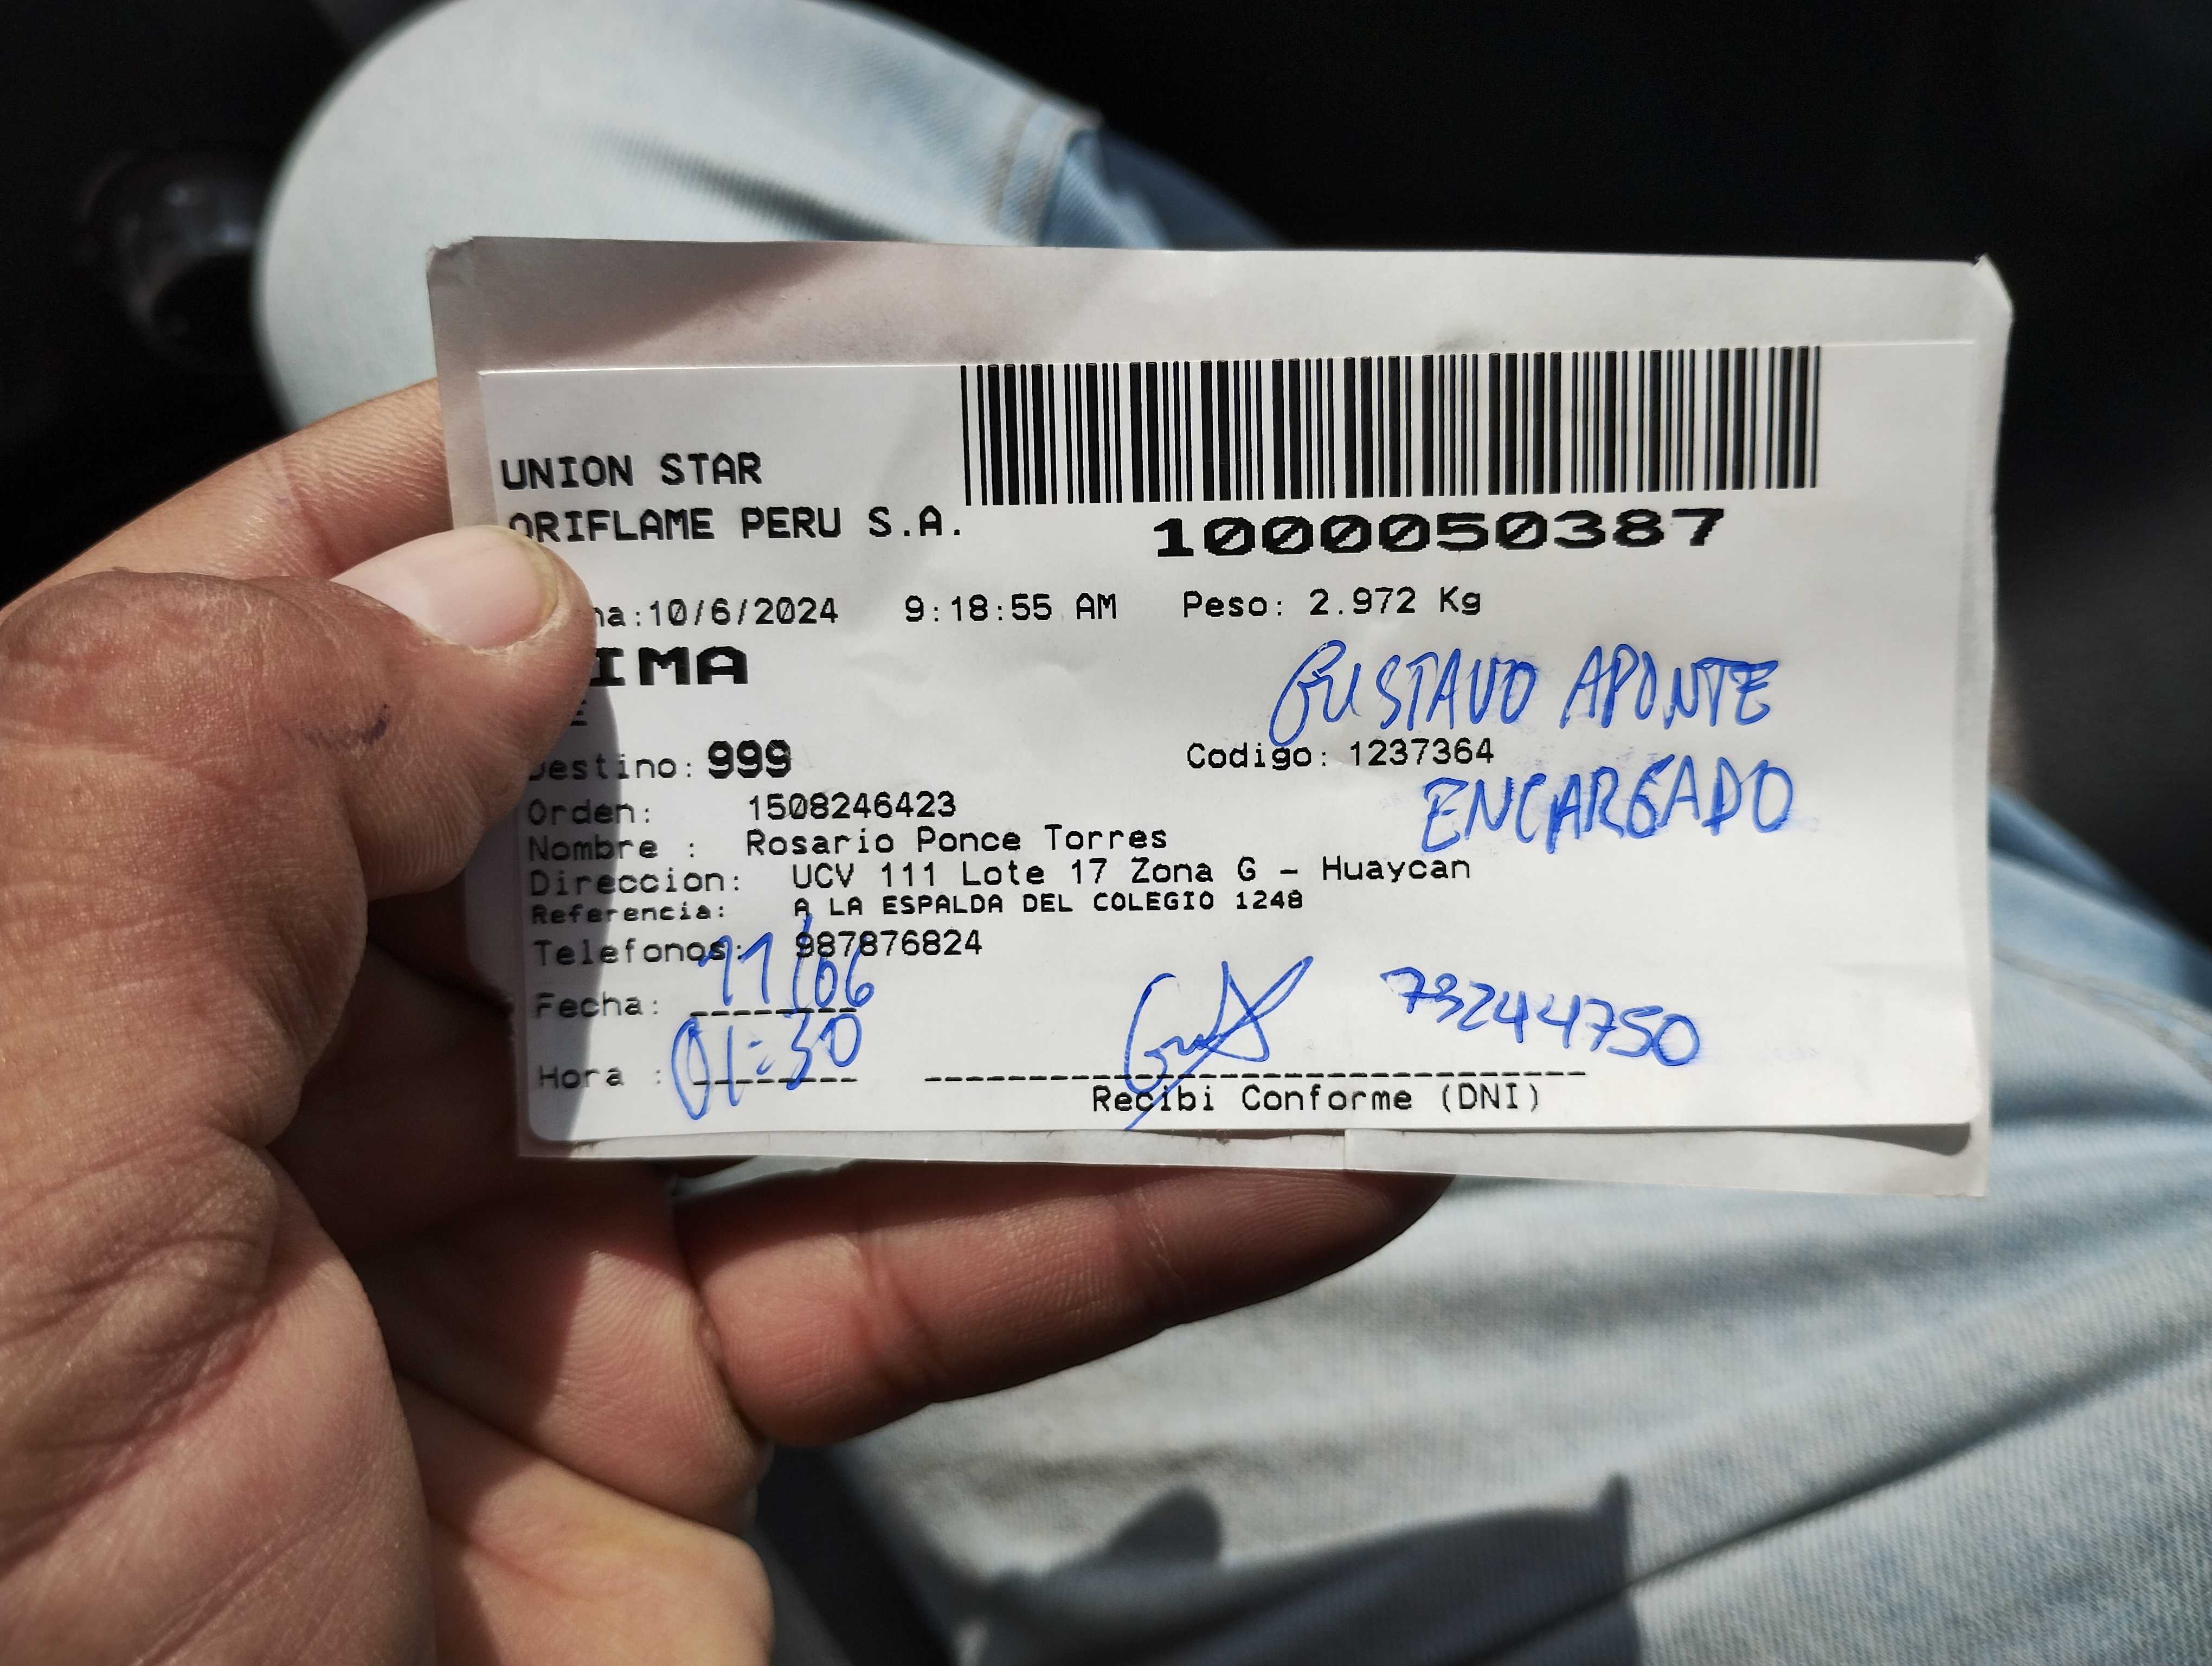 UNION STAR
ORIFLAME PERU S.A.
1000050387
na:10/6/2024 9:18:55 AM Peso: 2.972 Kg
IMA
GUSTAVO APONTE
E
Destino: 999 Codigo: 1237364
ENCARGADO
Orden: 1508246423
Nombre : Rosario Ponce Torres
Direccion: UCV 111 Lote 17 Zona G - Huaycan
Referencia: A LA ESPALDA DEL COLEGIO 1248
Telefonos: 987876824
Fecha: 11/06
73244750
Hora : 01:30
Recibi Conforme (DNI)